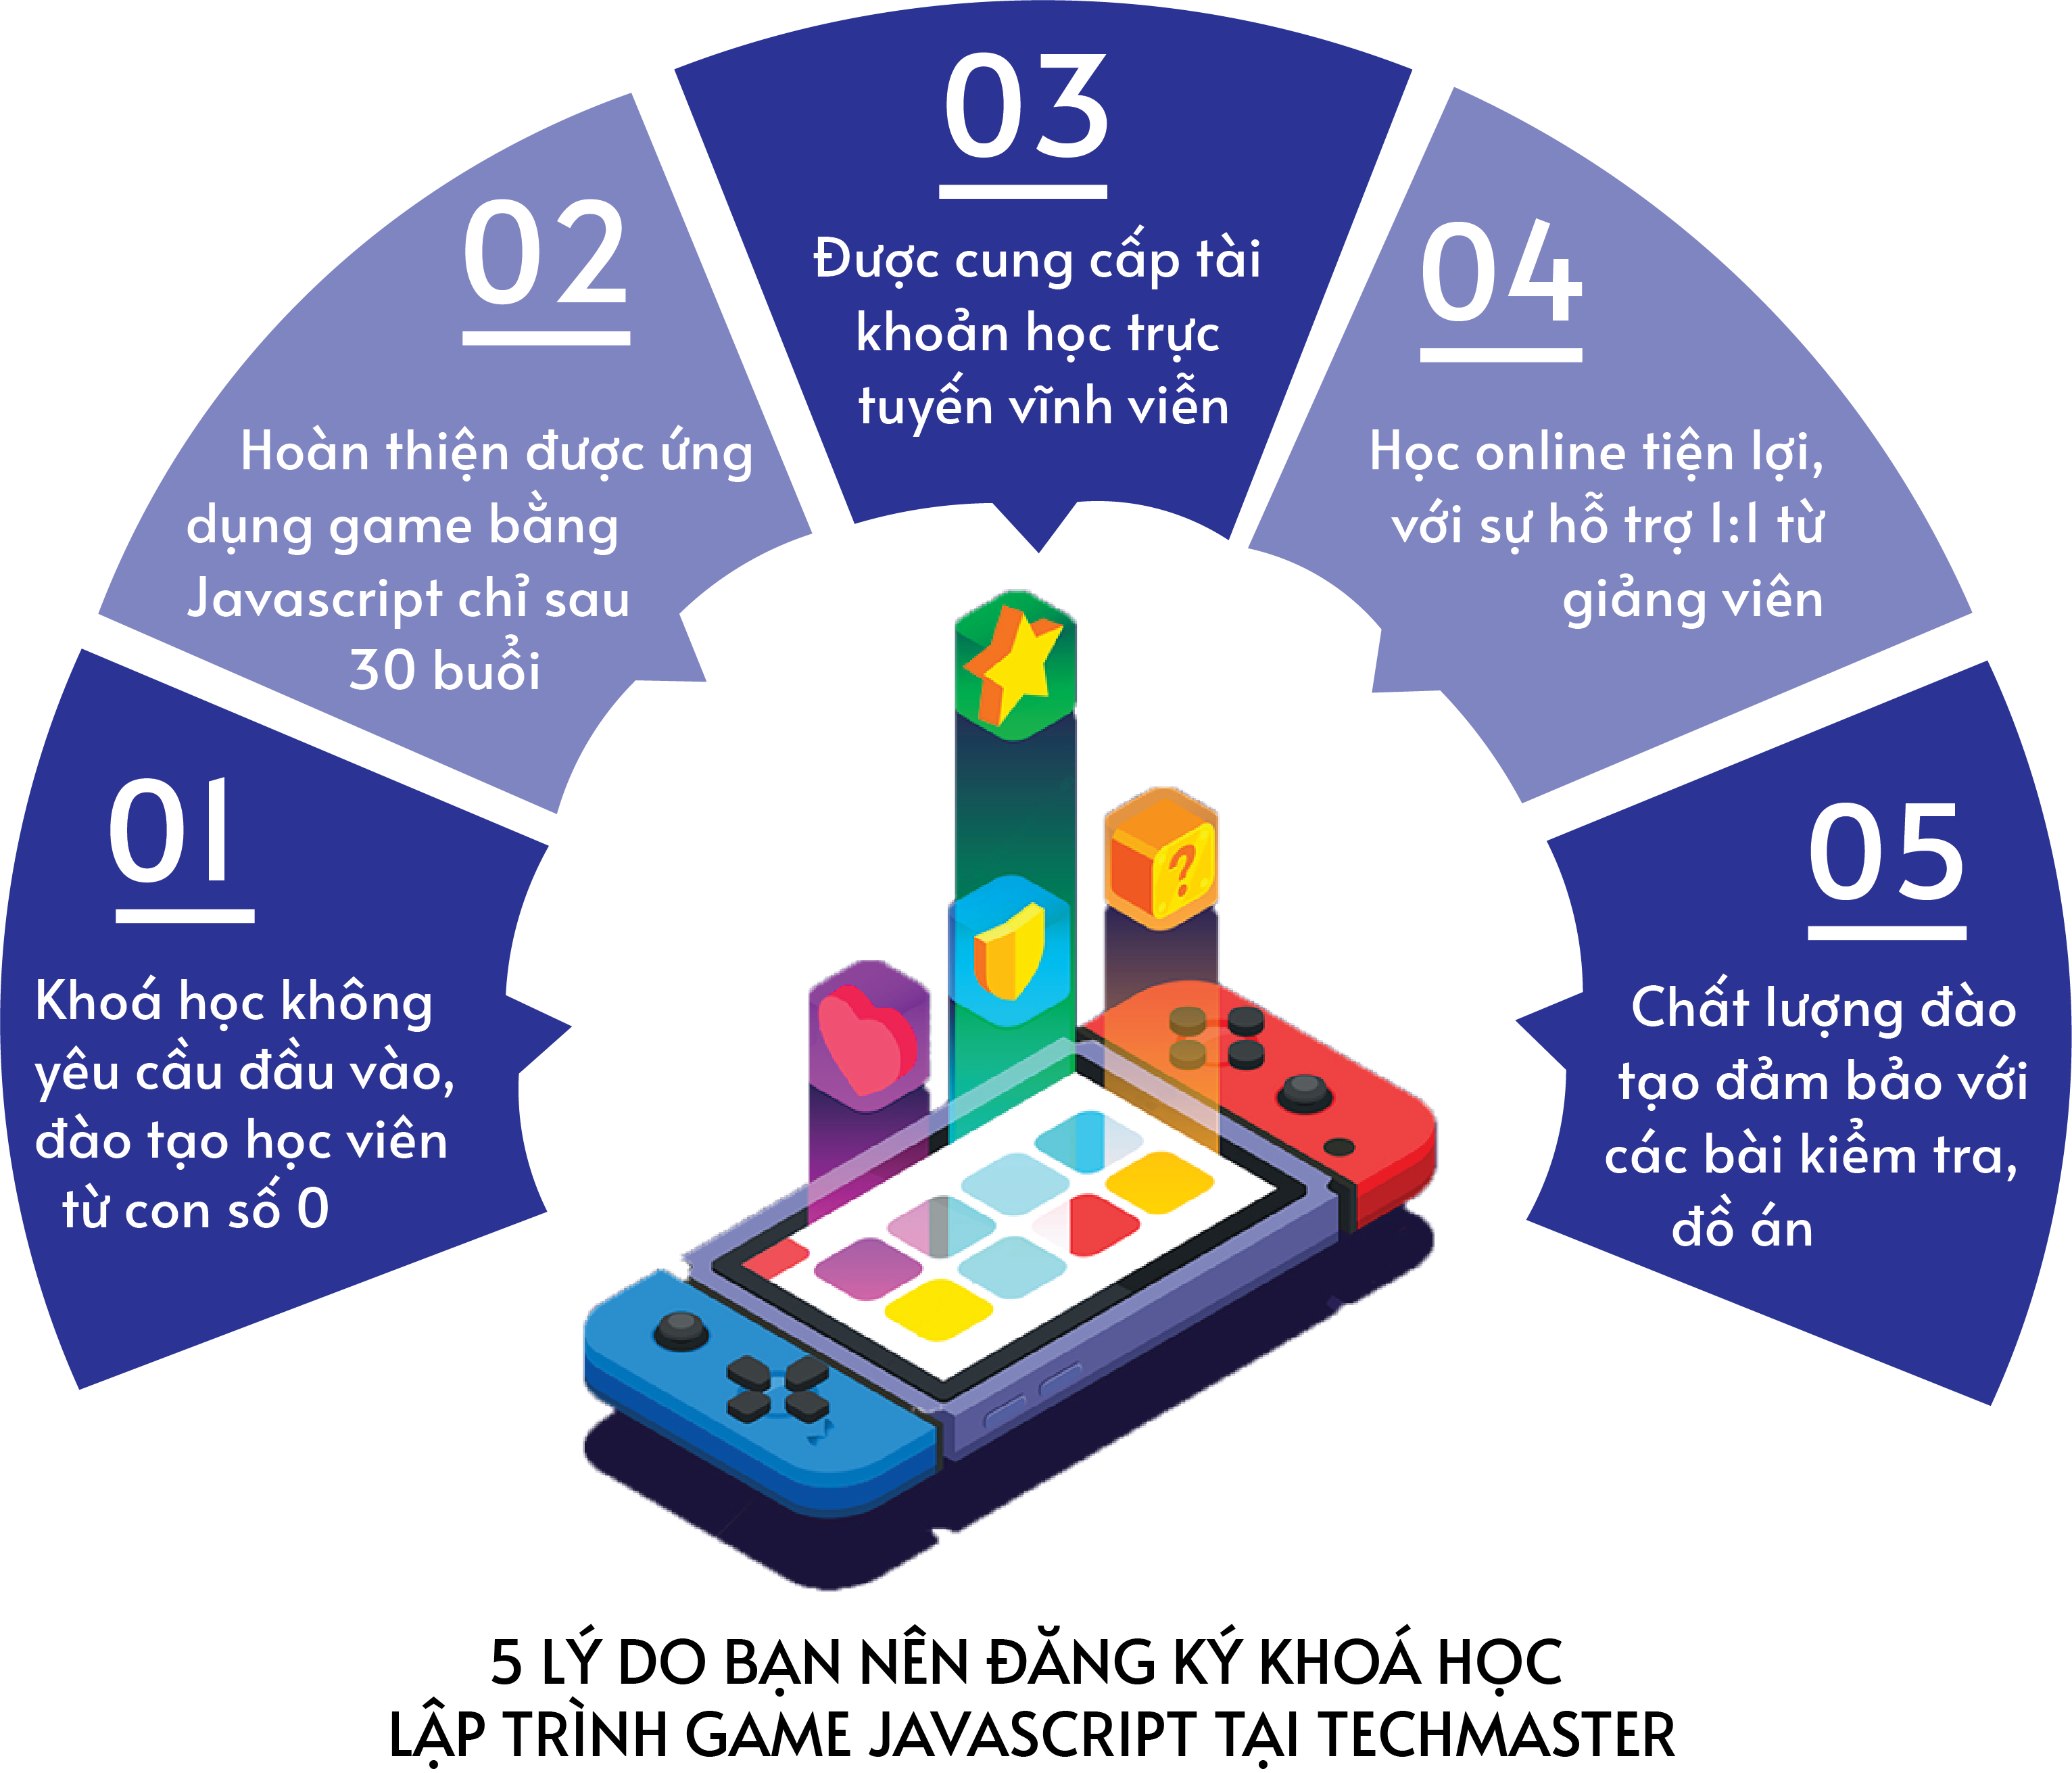 01
Khoá học không
yêu cầu đầu vào,
đào tạo học viên
từ con số 0
02
Hoàn thiện được ứng
dụng game bằng
Javascript chỉ sau
30 buổi
03
Được cung cấp tài
khoản học trực
tuyến vĩnh viễn
04
Học online tiện lợi,
với sự hỗ trợ 1:1 từ
giảng viên
05
Chất lượng đào
tạo đảm bảo với
các bài kiểm tra,
đồ án
?
5 LÝ DO BẠN NÊN ĐĂNG KÝ KHOÁ HỌC
LẬP TRÌNH GAME JAVASCRIPT TẠI TECHMASTER